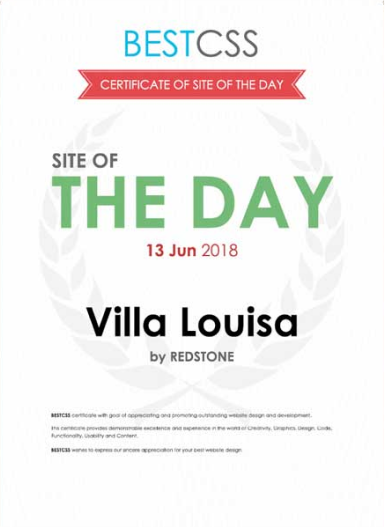 BESTCSS
CERTIFICATE OF SITE OF THE DAY
SITE OF
THE DAY
13 Jun 2018
Villa Louisa
by REDSTONE
BESTCSS certificate with goal of appreciating and promoting outstanding website design and development.
The certificate provides demonstrable excellence and experience in the world of Creativity, Graphics, Design, Code,
Functionality, Usability and Content.
BESTCSS wishes to express our sincere appreciation for your best website design.